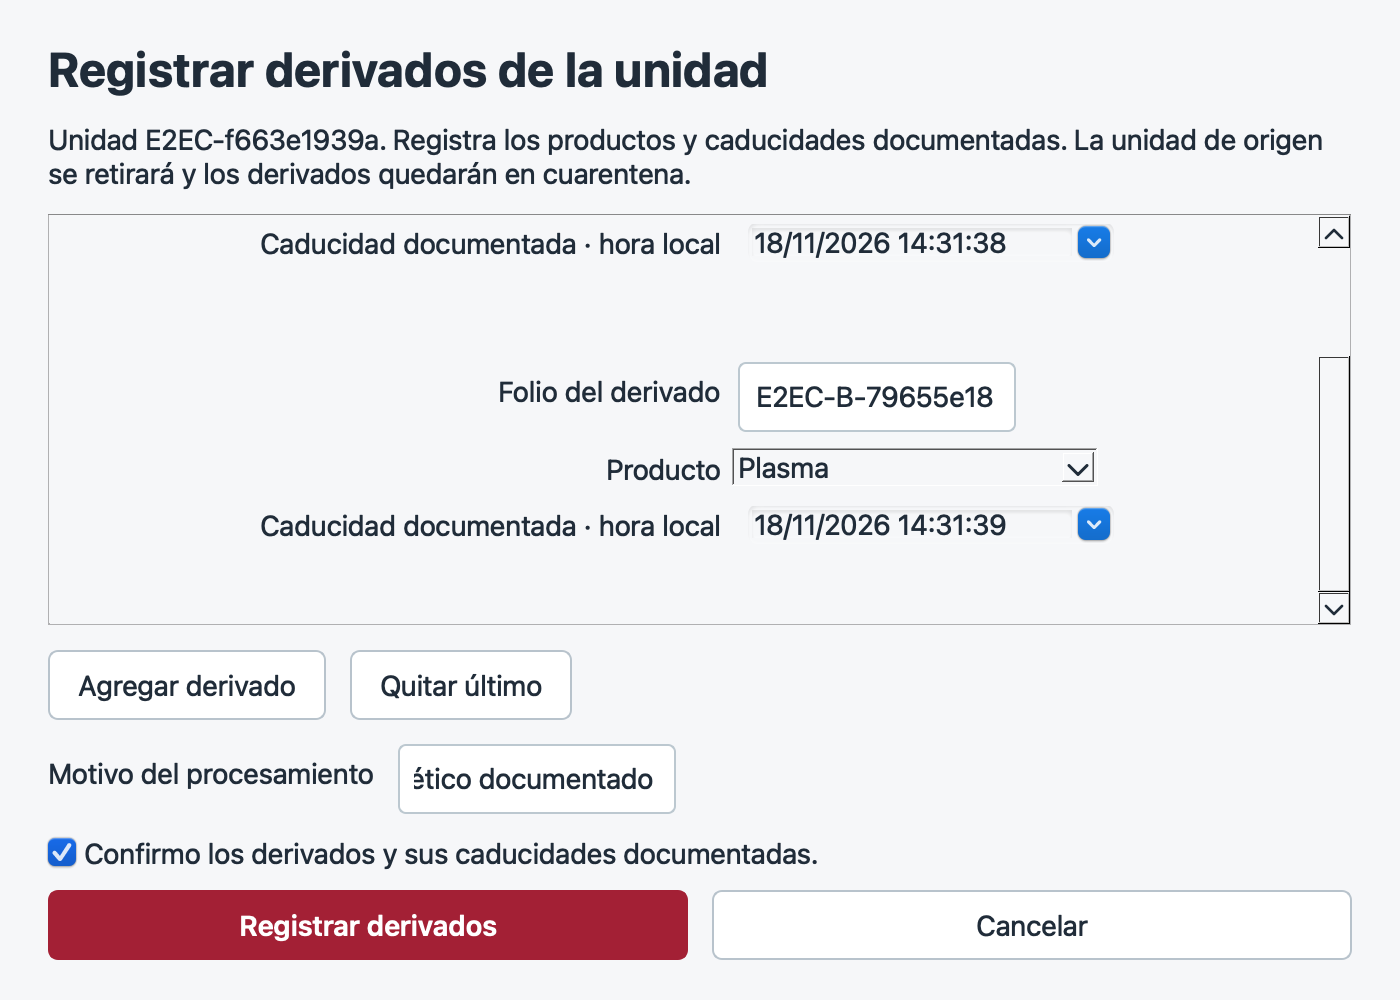 Registrar derivados de la unidad
Unidad E2EC-f663e1939a. Registra los productos y caducidades documentadas. La unidad de origen
se retirará y los derivados quedarán en cuarentena.
Caducidad documentada · hora local 18/11/2026 14:31:38
Folio del derivado E2EC-B-79655e18
Producto Plasma
Caducidad documentada · hora local 18/11/2026 14:31:39
Agregar derivado Quitar último
Motivo del procesamiento ético documentado
Confirmo los derivados y sus caducidades documentadas.
Registrar derivados Cancelar